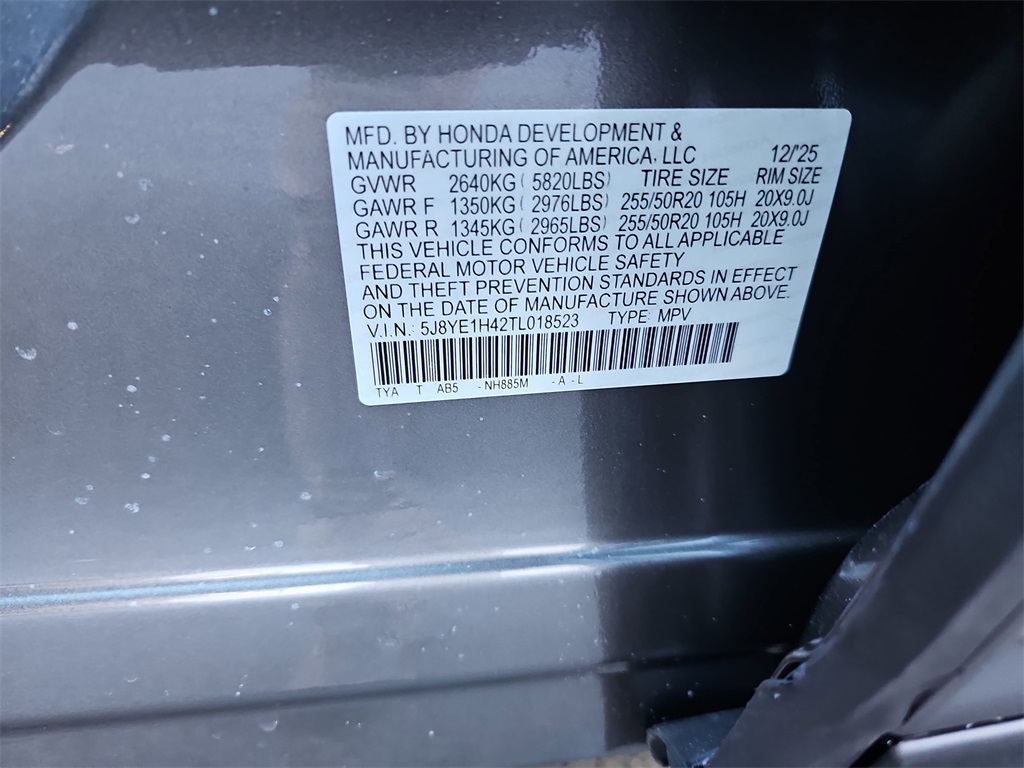 MFD. BY HONDA DEVELOPMENT &
MANUFACTURING OF AMERICA, LLC 12/'25
GVWR 2640KG ( 5820LBS) TIRE SIZE RIM SIZE
GAWR F 1350KG ( 2976LBS) 255/50R20 105H 20X9.0J
GAWR R 1345KG ( 2965LBS) 255/50R20 105H 20X9.0J
THIS VEHICLE CONFORMS TO ALL APPLICABLE
FEDERAL MOTOR VEHICLE SAFETY
AND THEFT PREVENTION STANDARDS IN EFFECT
ON THE DATE OF MANUFACTURE SHOWN ABOVE.
V.I.N.: 5J8YE1H42TL018523 TYPE: MPV
TYA T AB5 - NH885M - A - L